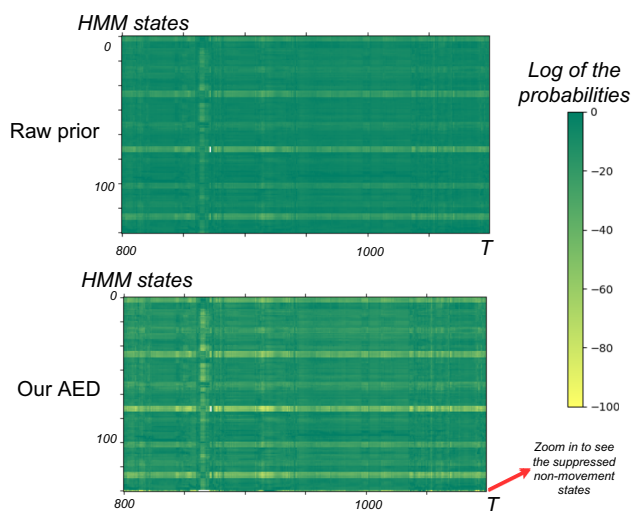 HMM states
0
Raw prior
100
800
1000
T
Log of the
probabilities
0
−20
−40
−60
−80
−100
HMM states
0
Our AED
100
800
1000
T
Zoom in to see
the suppressed
non-movement
states